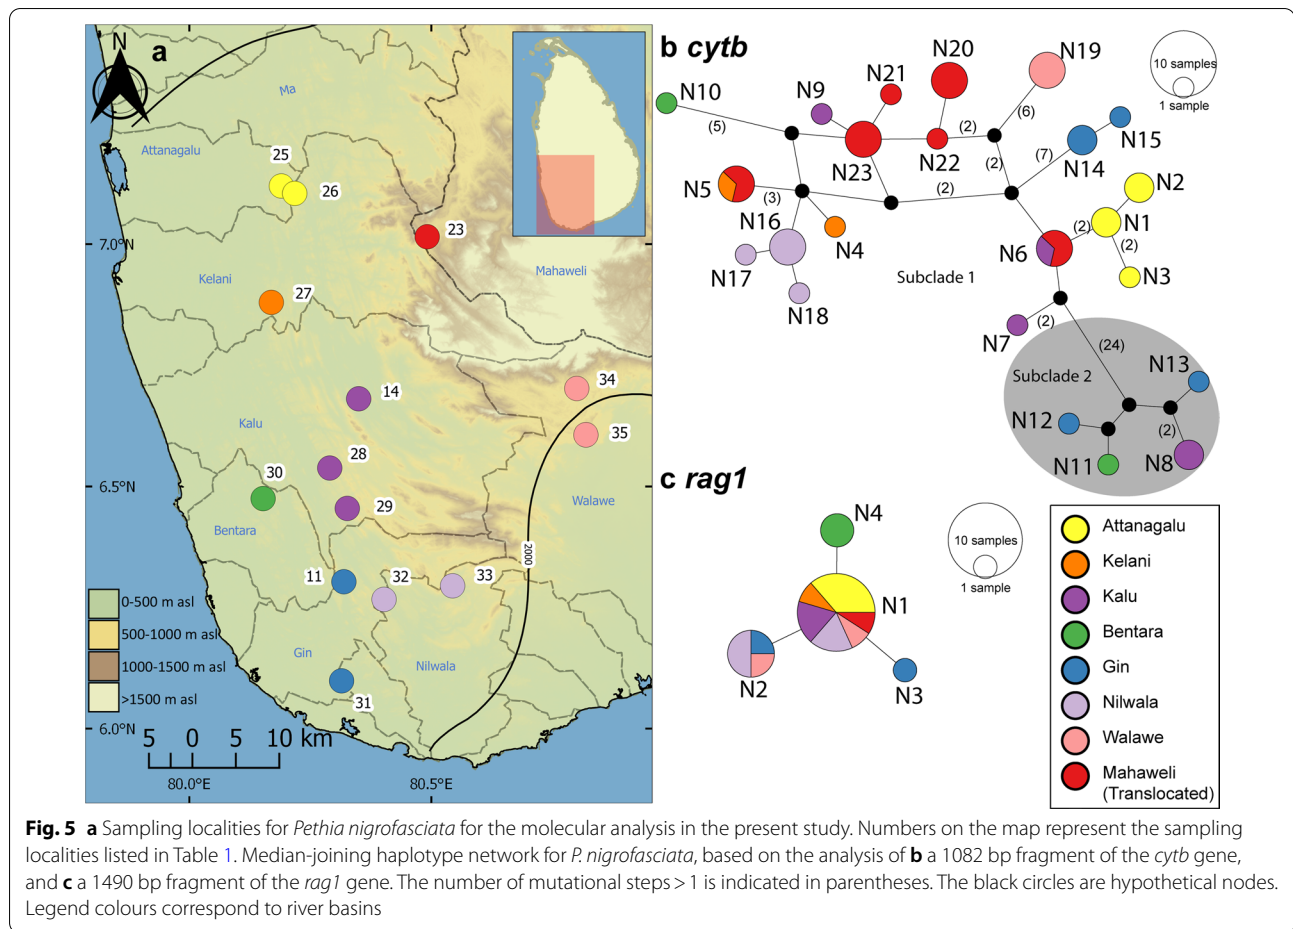 N
a
Ma
Attanagalu
25
26
23
7.0°N
Kelani
Mahaweli
27
14
34
35
Kalu
28
6.5°N
30
29
Walawe
Bentara
2000
11
32
33
0-500 m asl
500-1000 m asl
Gin
Nilwala
1000-1500 m asl
31
>1500 m asl
6.0°N
5 0 5 10 km
80.0°E 80.5°E
b cytb
N10
(5)
N9
N21
N20
N19
(6)
10 samples
1 sample
N23
N22
(2)
(2)
(7)
N15
N14
N5
(3)
(2)
N16
N4
N17
N18
Subclade 1
N2
N1
(2)
(2)
N6
N3
N7
(2)
(24)
Subclade 2
N13
N12
N11
(2)
N8
c rag1
N4
N1
N2
N3
10 samples
1 sample
Attanagalu
Kelani
Kalu
Bentara
Gin
Nilwala
Walawe
Mahaweli
(Translocated)
Fig. 5 a Sampling localities for Pethia nigrofasciata for the molecular analysis in the present study. Numbers on the map represent the sampling
localities listed in Table 1. Median-joining haplotype network for P. nigrofasciata, based on the analysis of b a 1082 bp fragment of the cytb gene,
and c a 1490 bp fragment of the rag1 gene. The number of mutational steps > 1 is indicated in parentheses. The black circles are hypothetical nodes.
Legend colours correspond to river basins